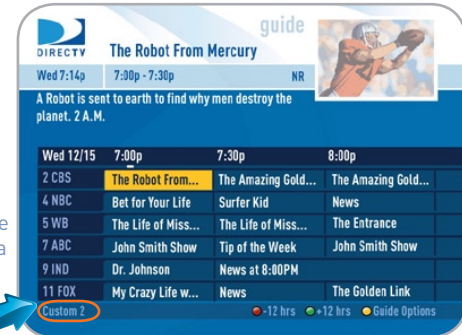 guide
DIRECTV The Robot From Mercury
Wed 7:14p 7:00p - 7:30p NR
A Robot is sent to earth to find why men destroy the
planet. 2 A.M.
Wed 12/15 7:00p 7:30p 8:00p
2 CBS The Robot From... The Amazing Gold... The Amazing Gold...
4 NBC Bet for Your Life Surfer Kid News
5 WB The Life of Miss... The Life of Miss... The Entrance
7 ABC John Smith Show Tip of the Week John Smith Show
9 IND Dr. Johnson News at 8:00PM
11 FOX My Crazy Life w... News The Golden Link
Custom 2 -12 hrs +12 hrs Guide Options